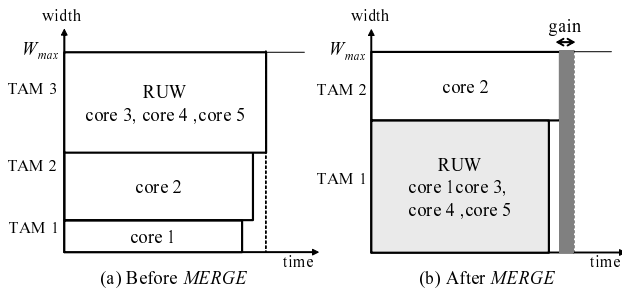 width
W_max
TAM 3
RUW
core 3, core 4 ,core 5
TAM 2
core 2
TAM 1
core 1
time
(a) Before MERGE
width
gain
W_max
TAM 2
core 2
TAM 1
RUW
core 1core 3,
core 4 ,core 5
time
(b) After MERGE